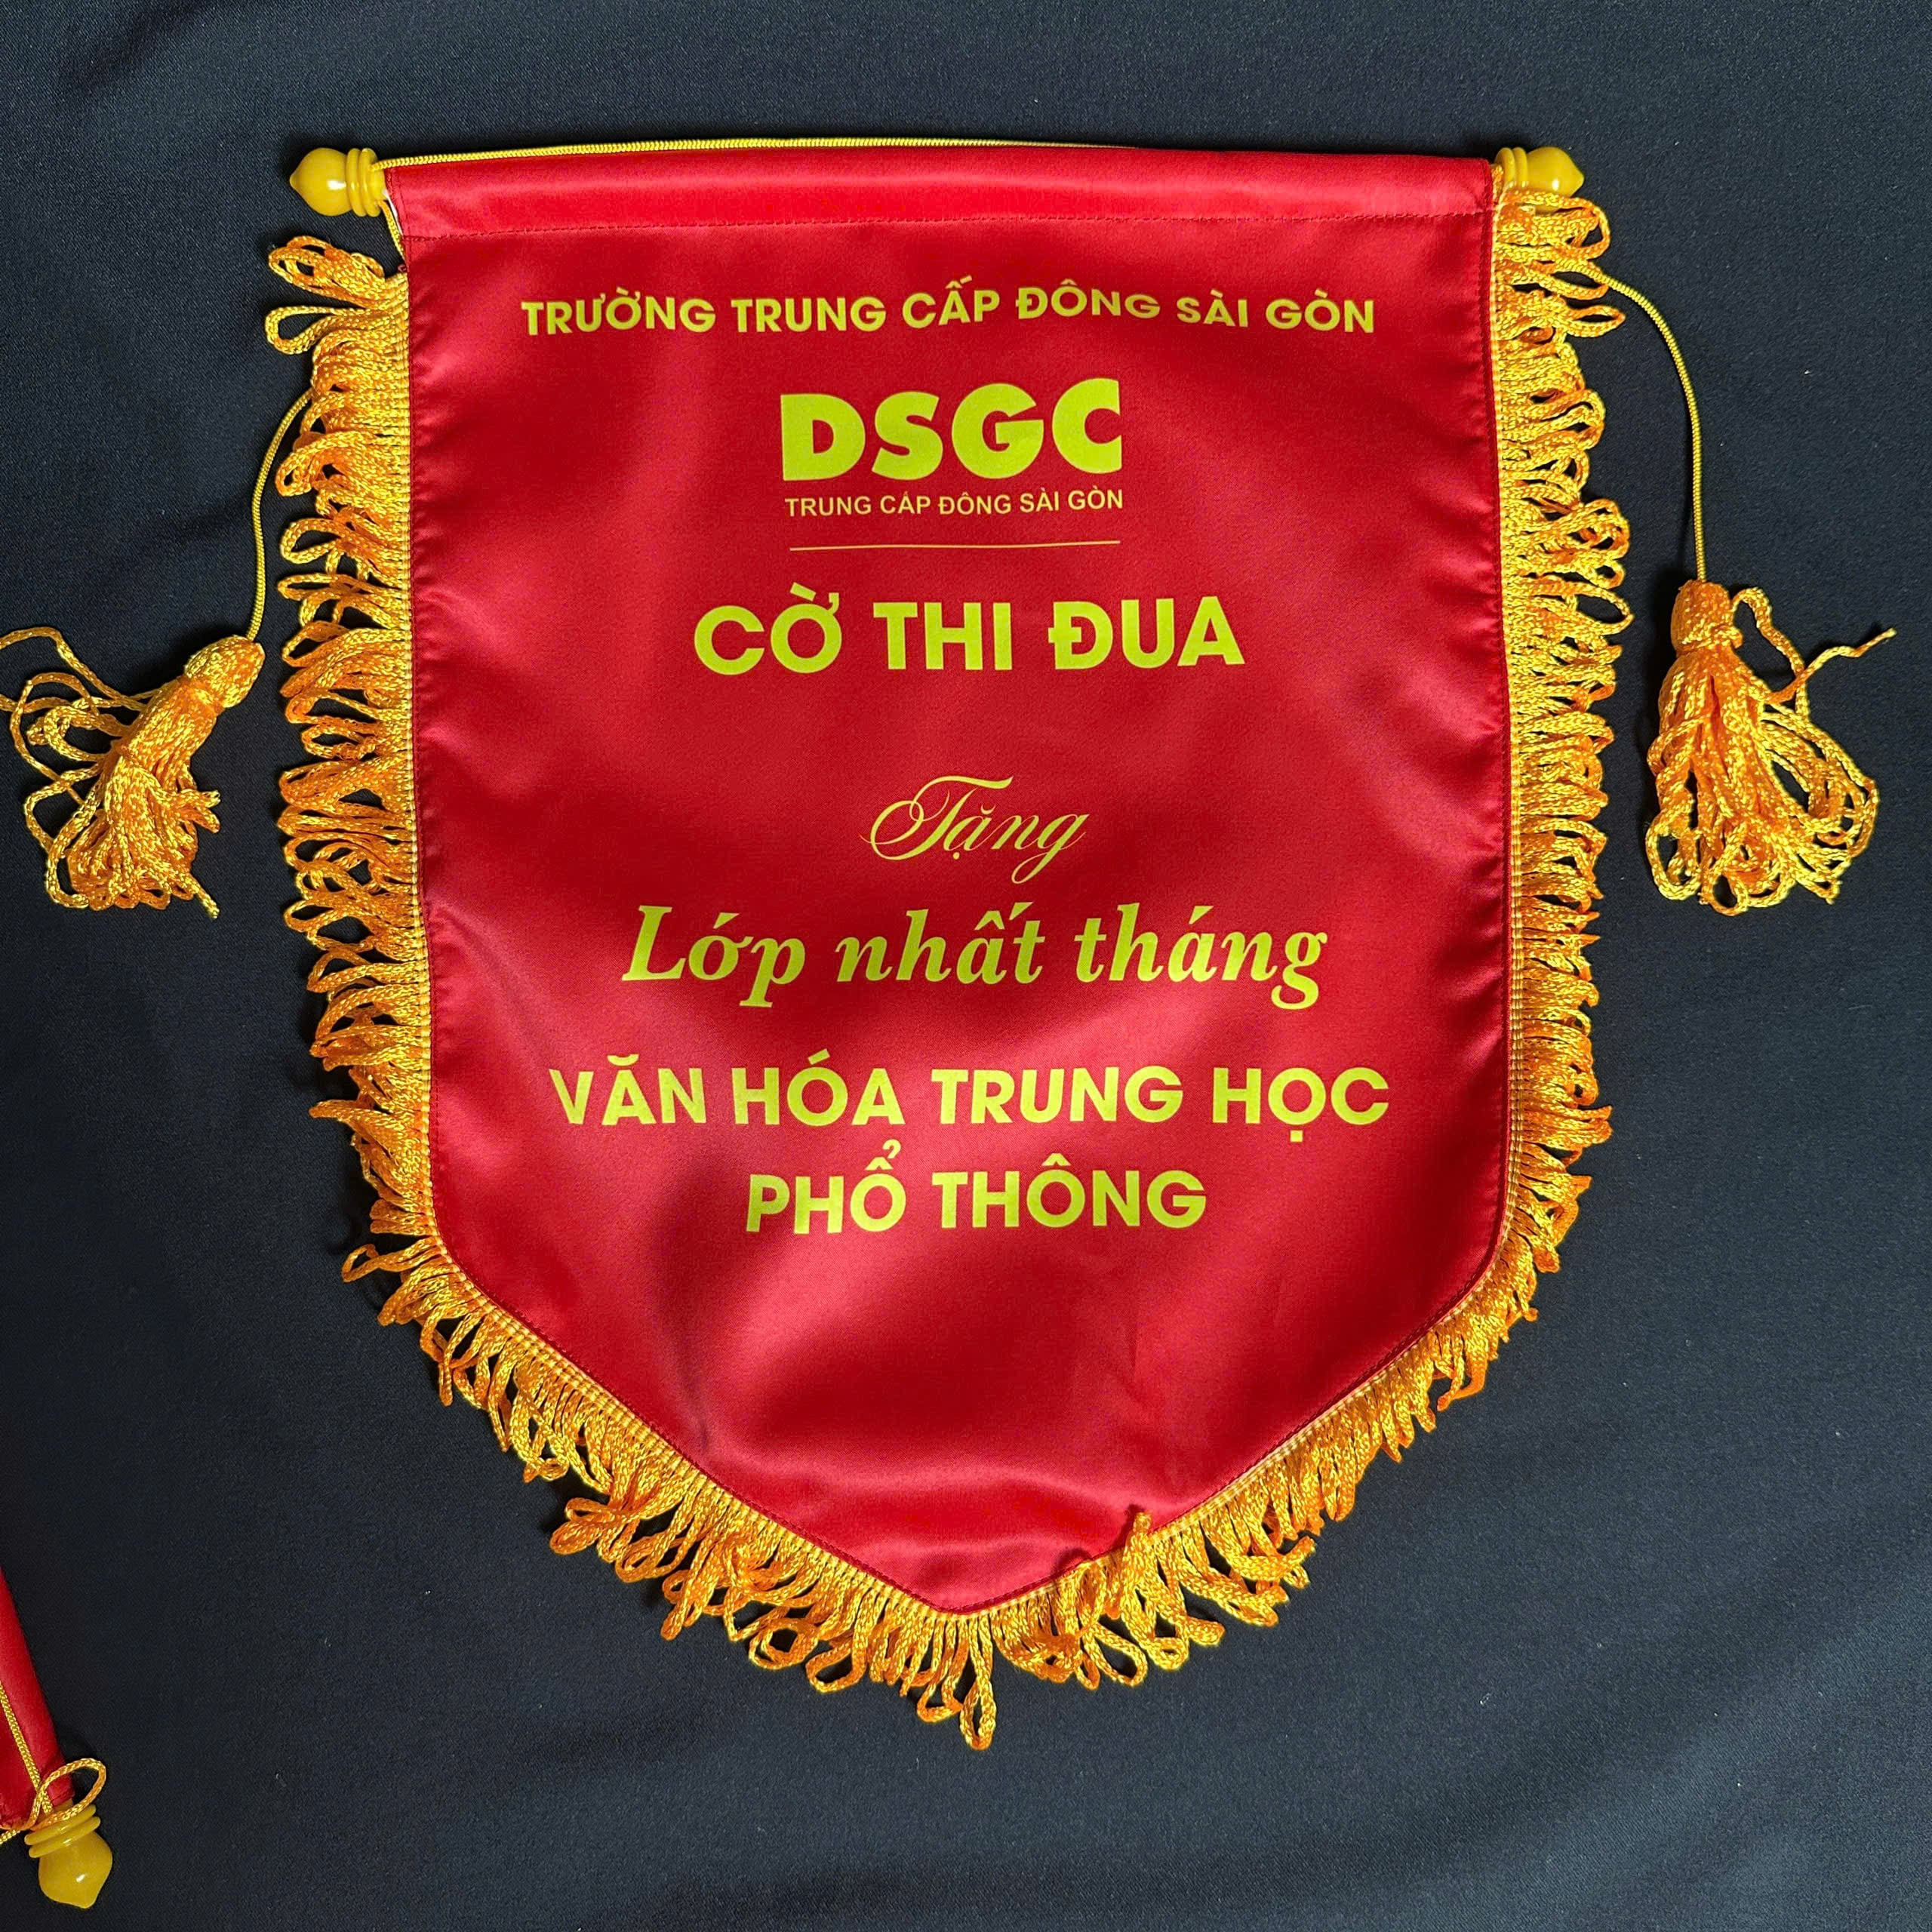 TRƯỜNG TRUNG CẤP ĐÔNG SÀI GÒN
DSGC
TRUNG CẤP ĐÔNG SÀI GÒN
CỜ THI ĐUA
Tặng
Lớp nhất tháng
VĂN HÓA TRUNG HỌC
PHỔ THÔNG